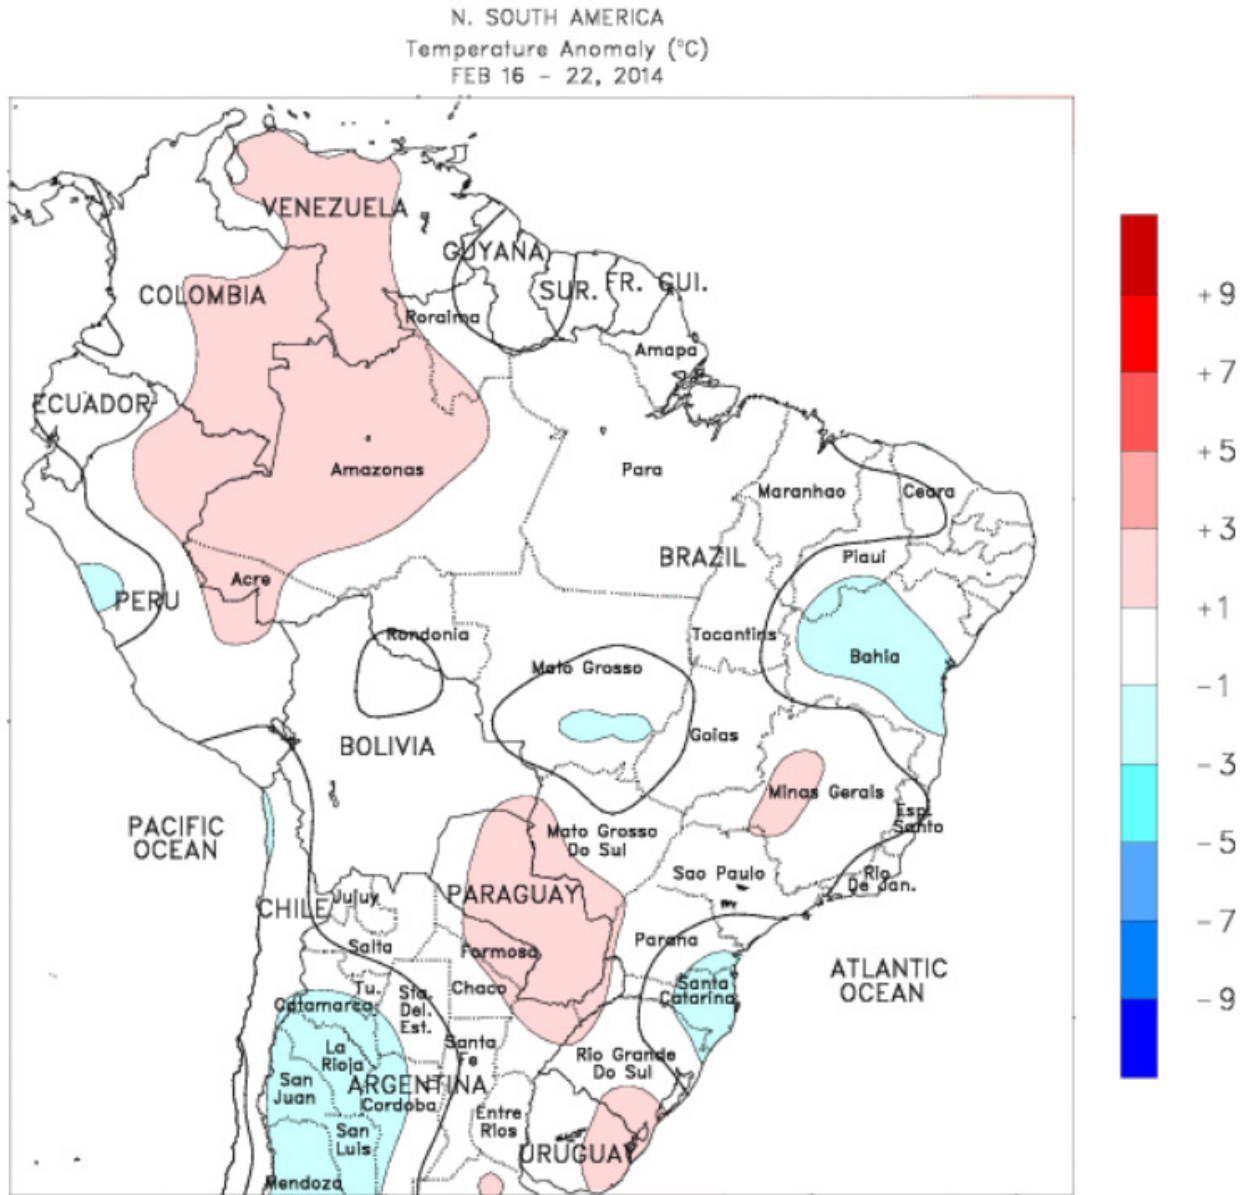 N. SOUTH AMERICA
Temperature Anomaly (°C)
FEB 16 - 22, 2014
VENEZUELA
GUYANA
SUR.
FR. GUI.
COLOMBIA
Roraima
Amapa
ECUADOR
Amazonas
Para
Maranhao
Ceara
BRAZIL
Piaui
Acre
PERU
Rondonia
Tocantins
Mato Grosso
Bahia
BOLIVIA
Goias
Minas Gerais
Esp.
Santo
PACIFIC
OCEAN
Mato Grosso
Do Sul
Sao Paulo
Rio
De Jan.
PARAGUAY
CHILE
Jujuy
Salta
Formosa
Parana
ATLANTIC
OCEAN
Tu.
Catamarca
Sta.
Del.
Est.
Chaco
Santa
Catarina
La
Rioja
Santa
Fe
Rio Grande
Do Sul
San
Juan
ARGENTINA
Cordoba
San
Luis
Entre
Rios
URUGUAY
Mendoza
+9
+7
+5
+3
+1
-1
-3
-5
-7
-9